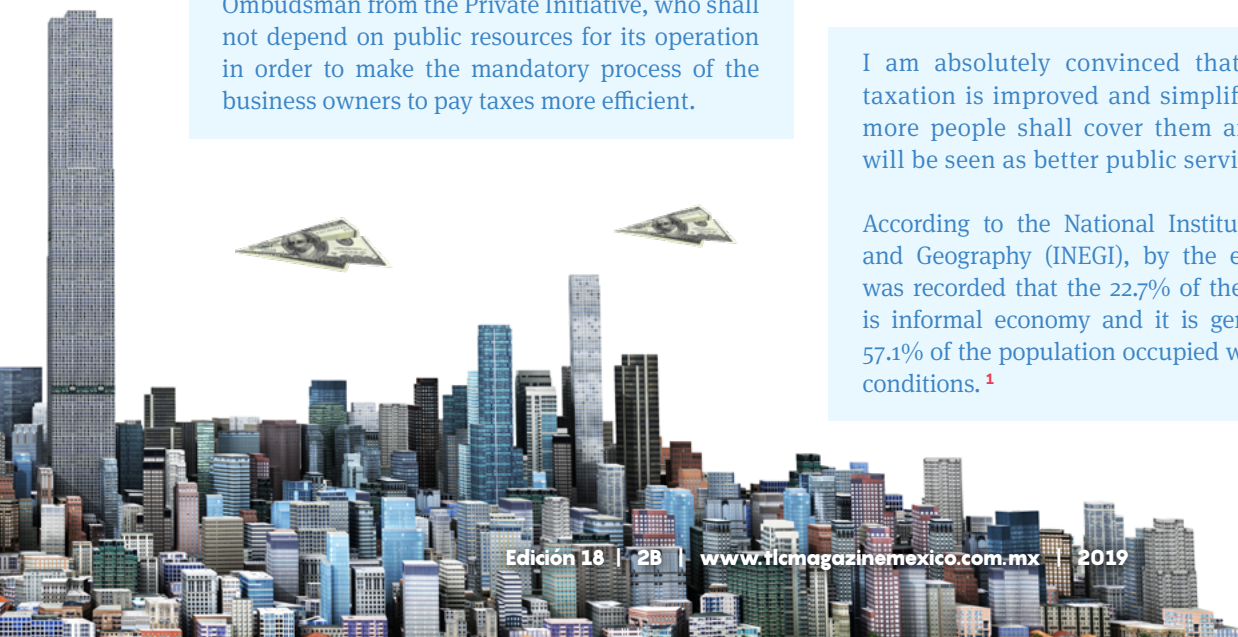 Ombudsman from the Private Initiative, who shall
not depend on public resources for its operation
in order to make the mandatory process of the
business owners to pay taxes more efficient.
I am absolutely convinced that
taxation is improved and simplif
more people shall cover them a
will be seen as better public servi
According to the National Institu
and Geography (INEGI), by the e
was recorded that the 22.7% of the
is informal economy and it is ge
57.1% of the population occupied w
conditions. 1
Edición 18 | 2B | www.tlcmagazinemexico.com.mx | 2019